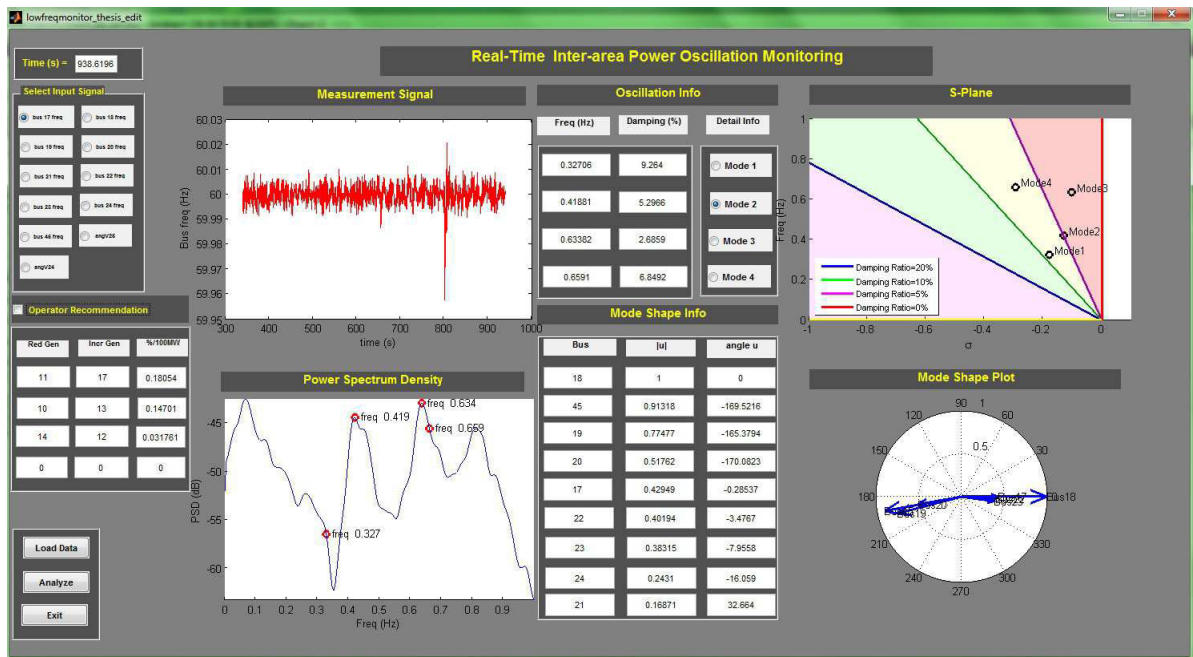 lowfreqmonitor_thesis_edit
Real-Time Inter-area Power Oscillation Monitoring
Time (s) = 938.6196
Select Input Signal
bus 17 freq bus 18 freq
bus 19 freq bus 20 freq
bus 21 freq bus 22 freq
bus 24 freq
bus 45 freq
angV24
Operator Recommendation
Red Gen Incr Gen %/100MW
11 17 0.18054
10 13 0.14701
14 12 0.031761
0 0 0
Load Data
Analyze
Exit
Measurement Signal
60.03
60.02
60.01
60
59.99
59.98
59.97
59.96
59.95
Bus freq (Hz)
300 400 500 600 700 800 900 1000
time (s)
Power Spectrum Density
-45
-50
-55
-60
PSD (dB)
freq 0.419
freq 0.634
freq 0.659
freq 0.327
0 0.1 0.2 0.3 0.4 0.5 0.6 0.7 0.8 0.9
Freq (Hz)
Oscillation Info
Freq (Hz) Damping (%) Detail Info
0.32706 9.264 Mode 1
0.41881 5.2966 Mode 2
0.63382 2.6859 Mode 3
0.6591 6.8492 Mode 4
Mode Shape Info
Bus |u| angle u
18 1 0
45 0.91318 -169.5216
19 0.77477 -165.3794
20 0.51762 -170.0823
17 0.42949 -0.28537
22 0.40194 -3.4767
23 0.38315 -7.9558
24 0.2431 -16.059
21 0.16871 32.664
S-Plane
1
0.8
0.6
0.4
0.2
0
Freq (Hz)
Mode4
Mode3
Mode2
Mode1
Damping Ratio=20%
Damping Ratio=10%
Damping Ratio=5%
Damping Ratio=0%
-1 -0.8 -0.6 -0.4 -0.2 0
σ
Mode Shape Plot
90 1
120 60
150 0.5 30
180 0
Bus18
210 330
240 300
270